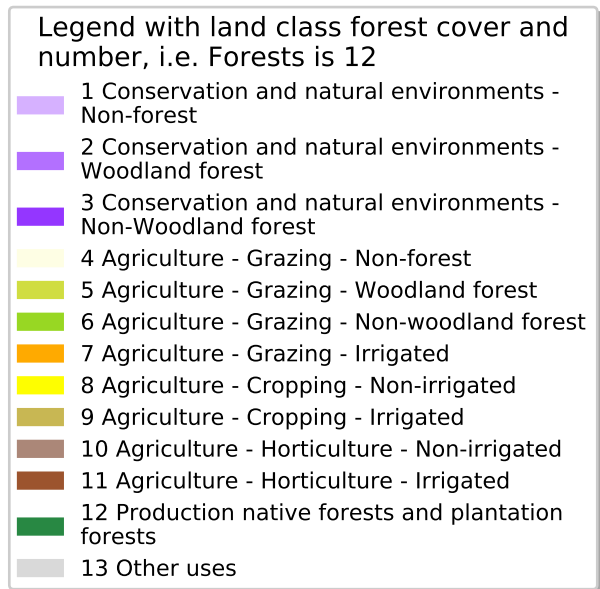 Legend with land class forest cover and
number, i.e. Forests is 12
1 Conservation and natural environments -
Non-forest
2 Conservation and natural environments -
Woodland forest
3 Conservation and natural environments -
Non-Woodland forest
4 Agriculture - Grazing - Non-forest
5 Agriculture - Grazing - Woodland forest
6 Agriculture - Grazing - Non-woodland forest
7 Agriculture - Grazing - Irrigated
8 Agriculture - Cropping - Non-irrigated
9 Agriculture - Cropping - Irrigated
10 Agriculture - Horticulture - Non-irrigated
11 Agriculture - Horticulture - Irrigated
12 Production native forests and plantation
forests
13 Other uses